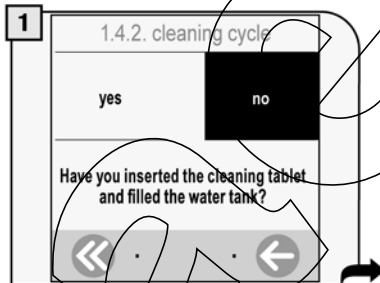 1
1.4.2. cleaning cycle
yes
no
Have you inserted the cleaning tablet
and filled the water tank?